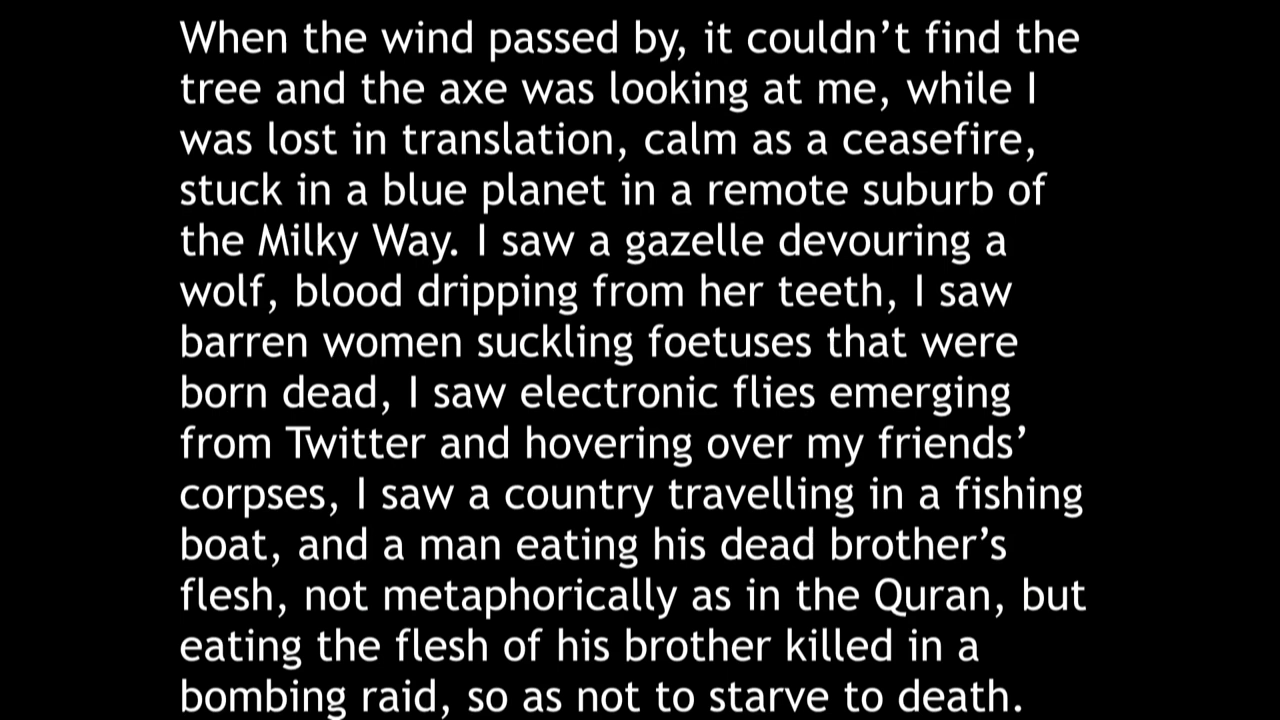 When the wind passed by, it couldn’t find the
tree and the axe was looking at me, while I
was lost in translation, calm as a ceasefire,
stuck in a blue planet in a remote suburb of
the Milky Way. I saw a gazelle devouring a
wolf, blood dripping from her teeth, I saw
barren women suckling foetuses that were
born dead, I saw electronic flies emerging
from Twitter and hovering over my friends’
corpses, I saw a country travelling in a fishing
boat, and a man eating his dead brother’s
flesh, not metaphorically as in the Quran, but
eating the flesh of his brother killed in a
bombing raid, so as not to starve to death.